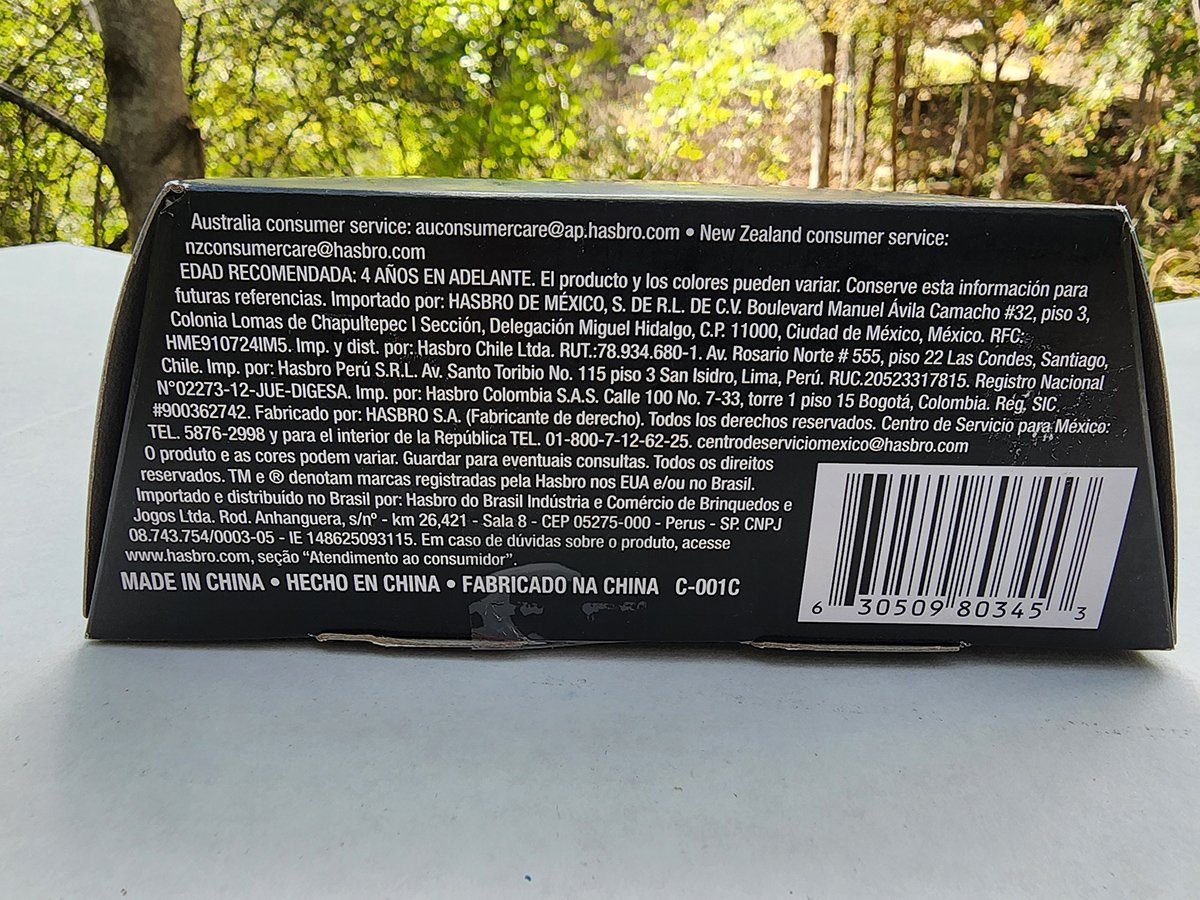 Australia consumer service: auconsumercare@ap.hasbro.com • New Zealand consumer service:
nzconsumercare@hasbro.com
EDAD RECOMENDADA: 4 AÑOS EN ADELANTE. El producto y los colores pueden variar. Conserve esta información para
futuras referencias. Importado por: HASBRO DE MÉXICO, S. DE R.L. DE C.V. Boulevard Manuel Ávila Camacho #32, piso 3,
Colonia Lomas de Chapultepec I Sección, Delegación Miguel Hidalgo, C.P. 11000, Ciudad de México, México. RFC:
HME910724IM5. Imp. y dist. por: Hasbro Chile Ltda. RUT.:78.934.680-1. Av. Rosario Norte # 555, piso 22 Las Condes, Santiago,
Chile. Imp. por: Hasbro Perú S.R.L. Av. Santo Toribio No. 115 piso 3 San Isidro, Lima, Perú. RUC.20523317815. Registro Nacional
N°02273-12-JUE-DIGESA. Imp. por: Hasbro Colombia S.A.S. Calle 100 No. 7-33, torre 1 piso 15 Bogotá, Colombia. Reg. SIC
#900362742. Fabricado por: HASBRO S.A. (Fabricante de derecho). Todos los derechos reservados. Centro de Servicio para México:
TEL. 5876-2998 y para el interior de la República TEL. 01-800-7-12-62-25. centrodeserviciomexico@hasbro.com
O produto e as cores podem variar. Guardar para eventuais consultas. Todos os direitos
reservados. TM e ® denotam marcas registradas pela Hasbro nos EUA e/ou no Brasil.
Importado e distribuído no Brasil por: Hasbro do Brasil Indústria e Comércio de Brinquedos e
Jogos Ltda. Rod. Anhanguera, s/nº - km 26,421 - Sala 8 - CEP 05275-000 - Perus - SP. CNPJ
08.743.754/0003-05 - IE 148625093115. Em caso de dúvidas sobre o produto, acesse
www.hasbro.com, seção "Atendimento ao consumidor".
MADE IN CHINA • HECHO EN CHINA • FABRICADO NA CHINA C-001C
6 30509 80345 3